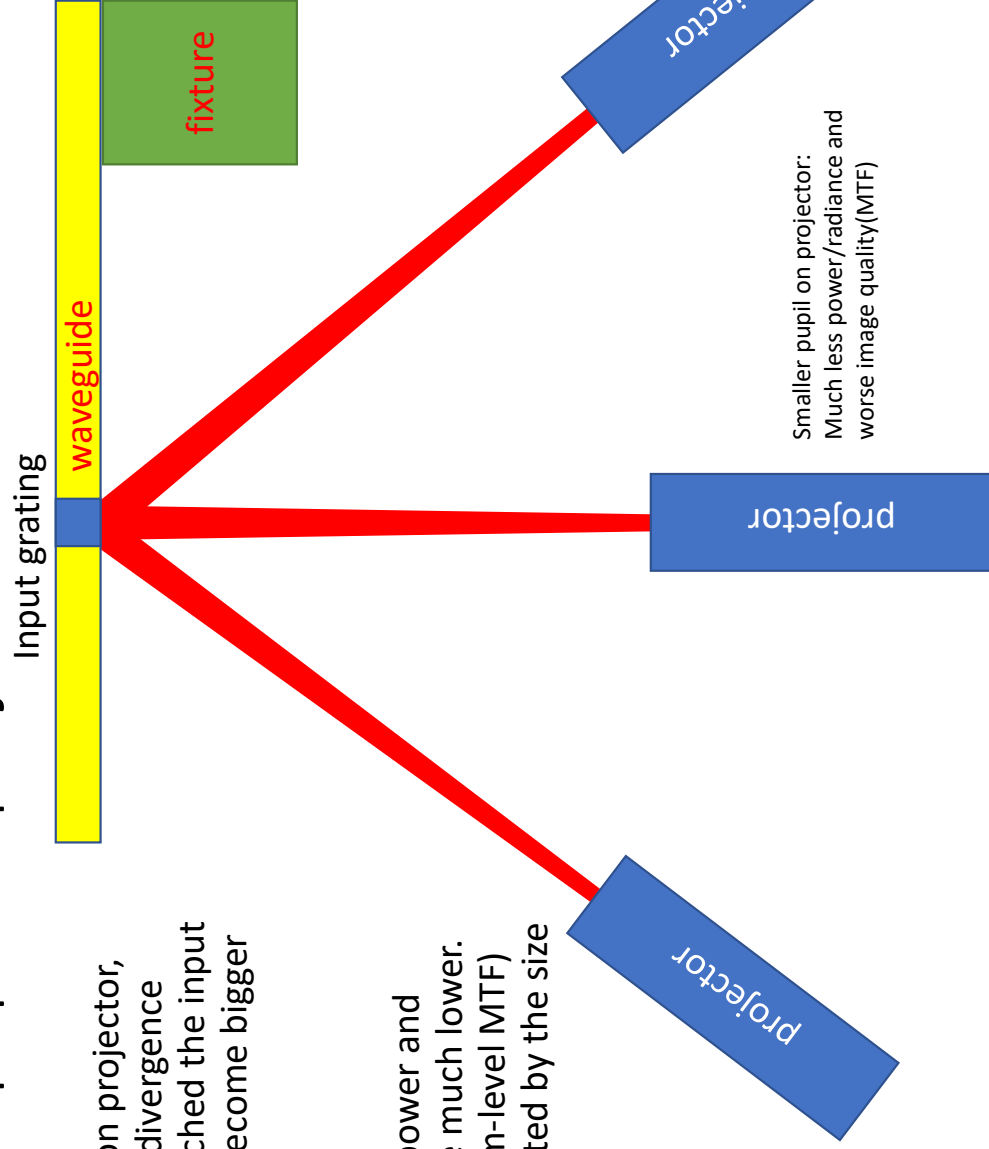 Input grating
waveguide
fixture
on projector,
divergence
ched the input
ecome bigger
power and
much lower.
n-level MTF)
ted by the size
projector
projector
Smaller pupil on projector:
Much less power/radiance and
worse image quality(MTF)